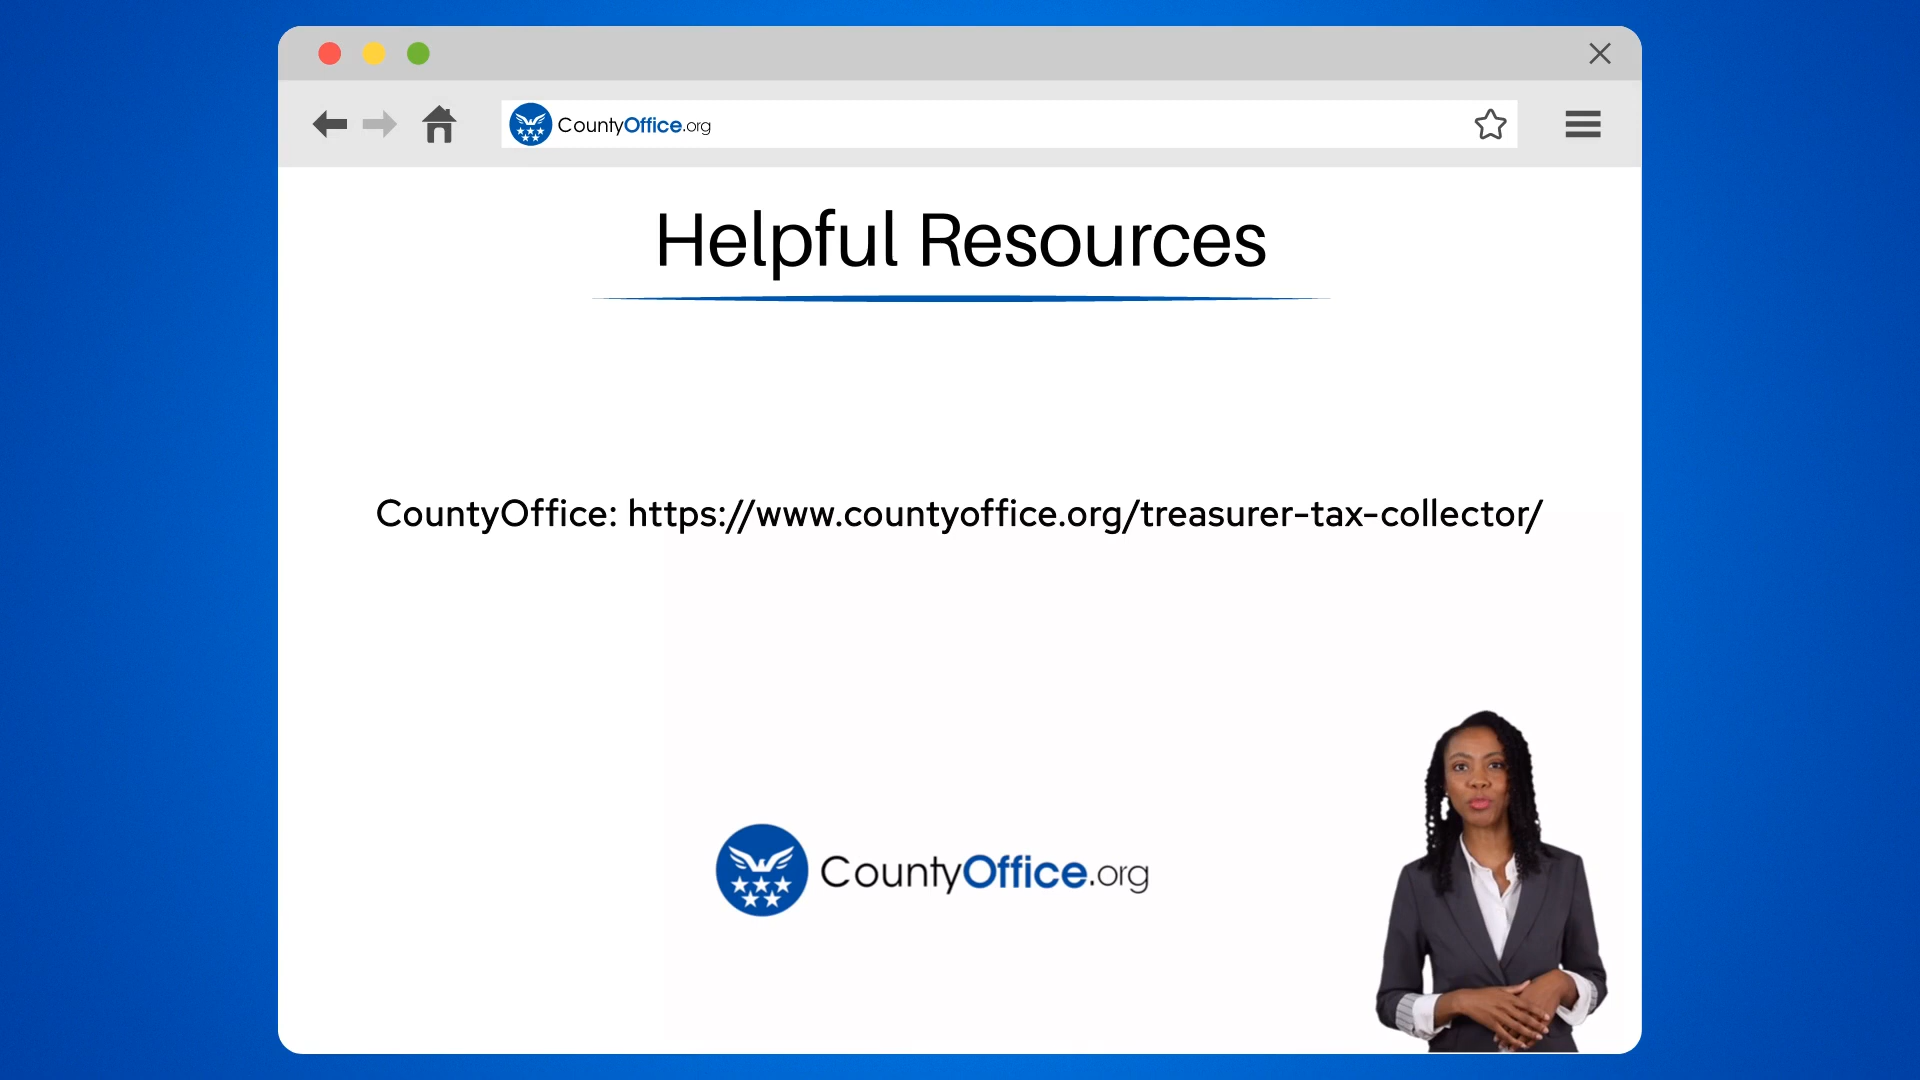 CountyOffice.org
Helpful Resources
CountyOffice: https://www.countyoffice.org/treasurer-tax-collector/
CountyOffice.org